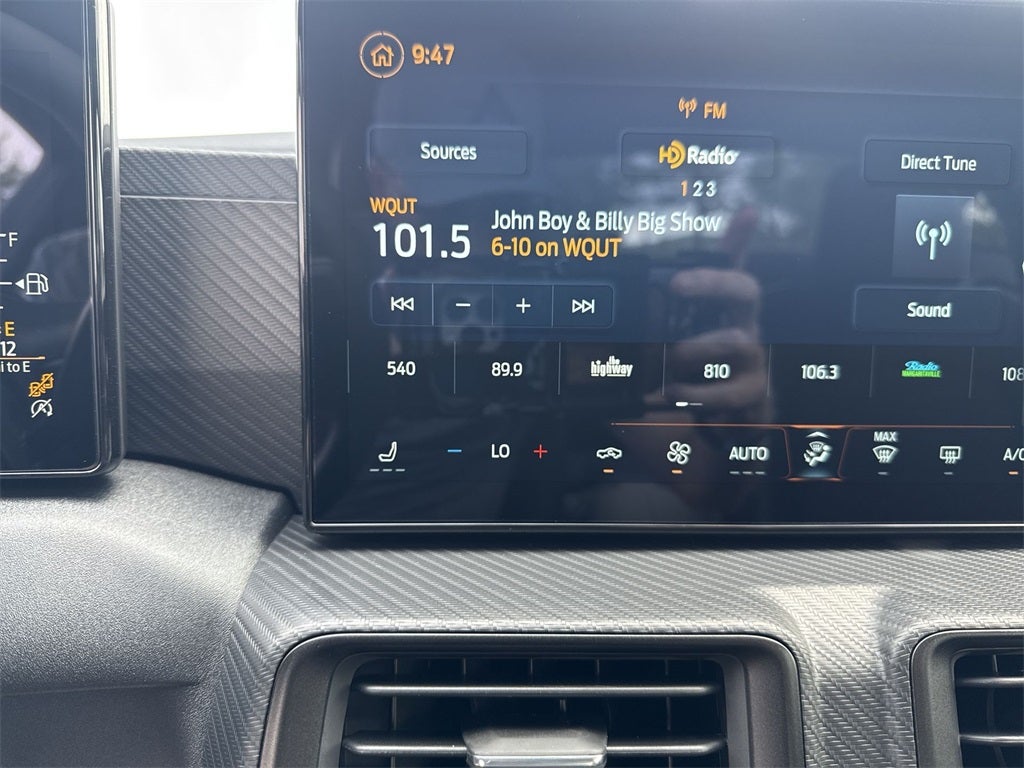 9:47
FM
Sources
HD Radio
Direct Tune
1 2 3
WQUT
101.5
John Boy & Billy Big Show
6-10 on WQUT
Sound
540
89.9
the highway
810
106.3
Radio
MARGARITAVILLE
108
LO
AUTO
MAX
A/C
F
E
12
i to E